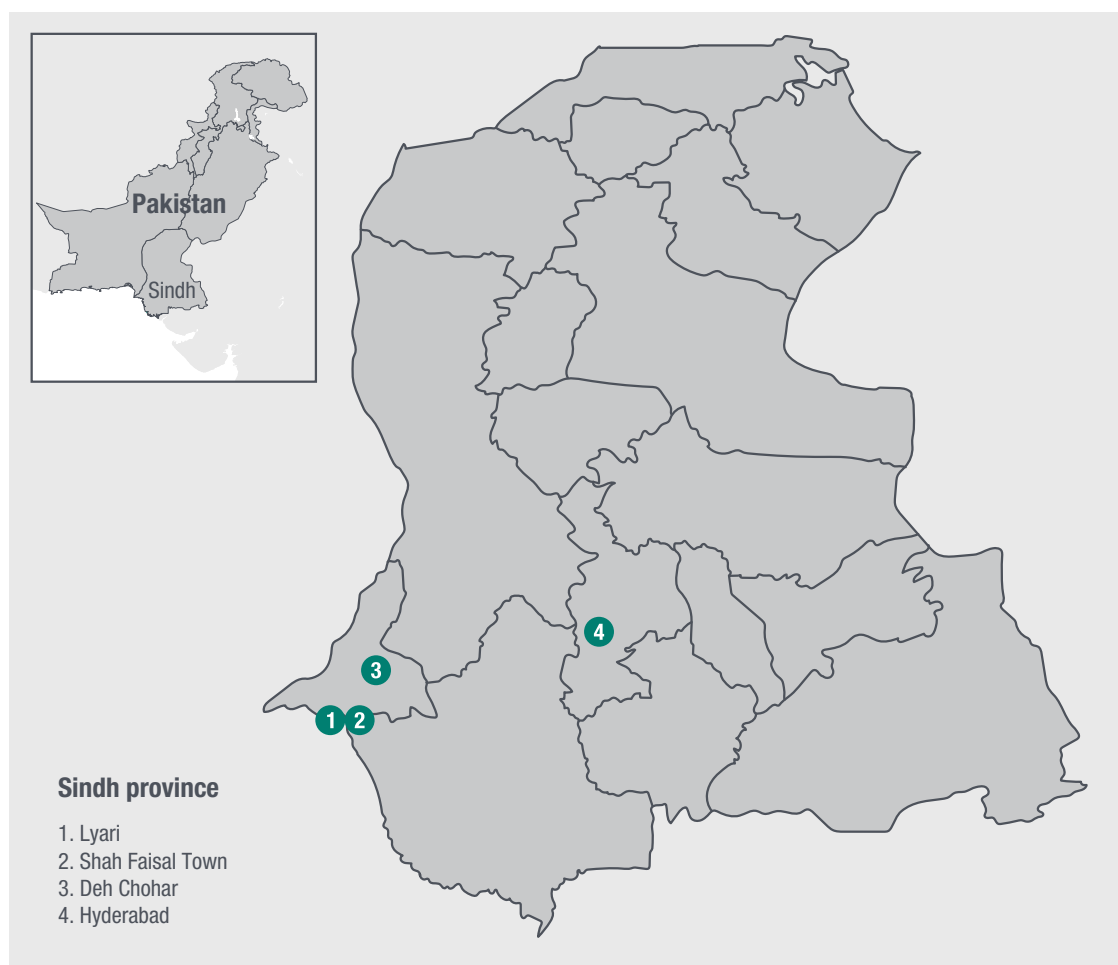 Pakistan
Sindh
4
3
1
2
Sindh province
1. Lyari
2. Shah Faisal Town
3. Deh Chohar
4. Hyderabad